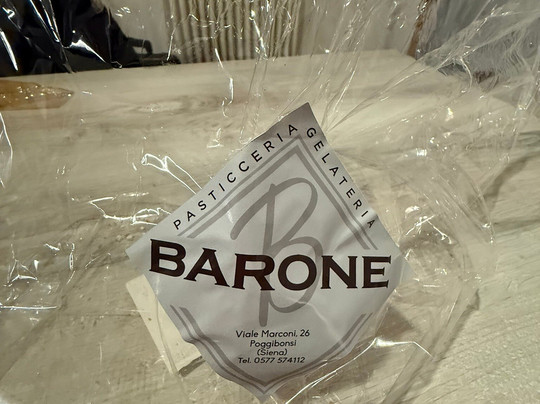 PASTICCERIA GELATERIA
B
BARONE
Viale Marconi, 26
Poggibonsi
(Siena)
Tel. 0577 574112